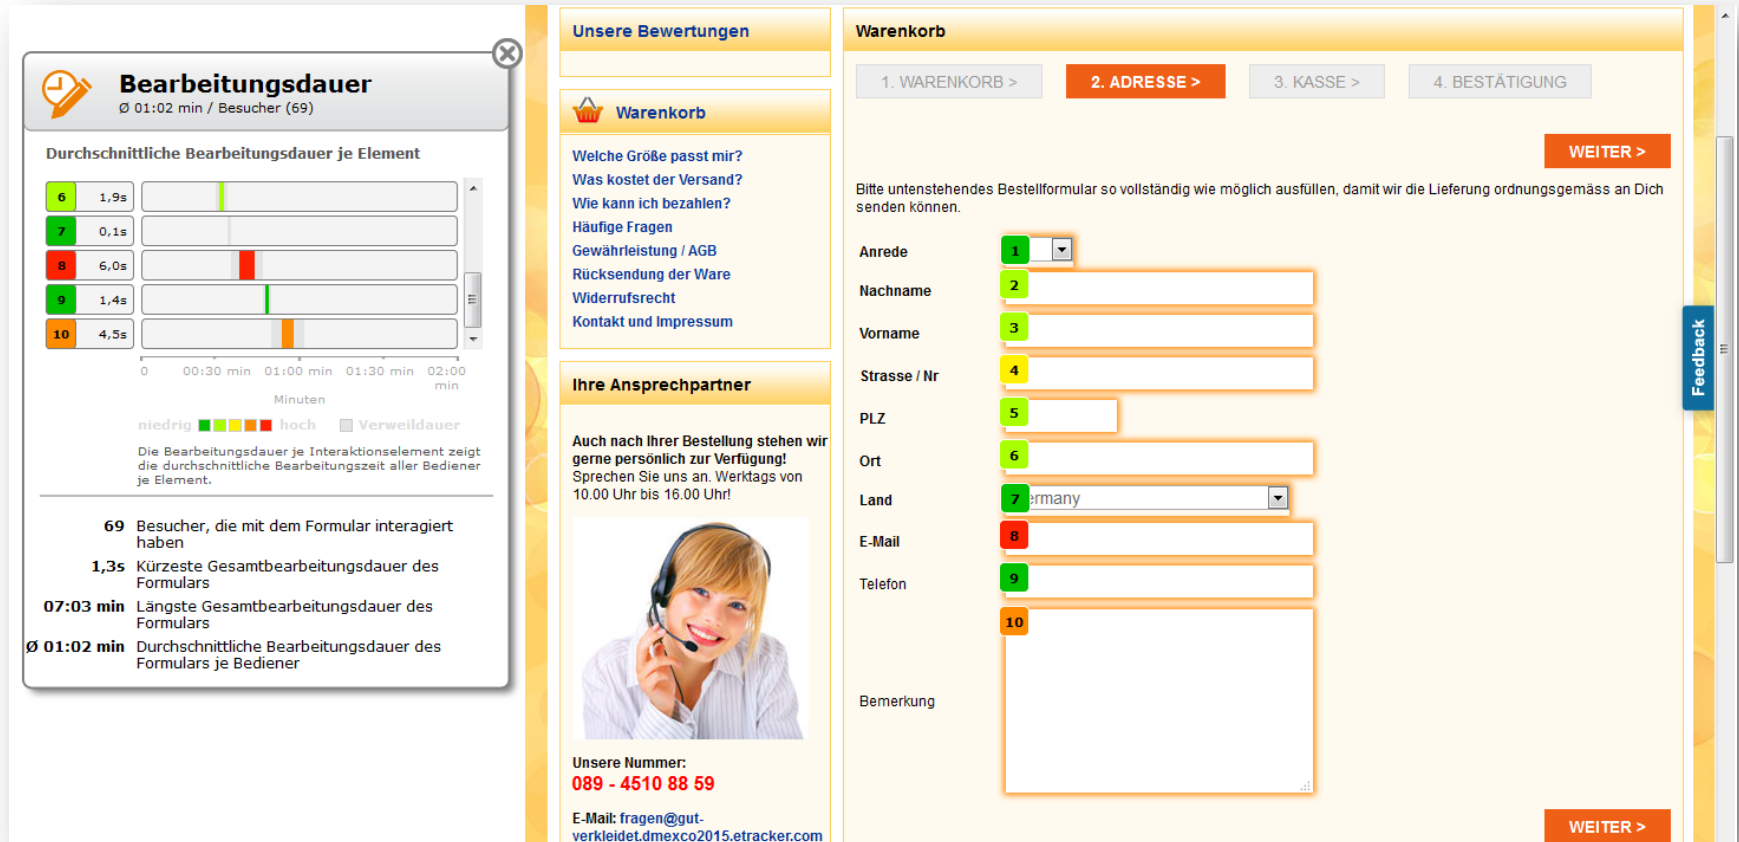 Bearbeitungsdauer
Ø 01:02 min / Besucher (69)
Durchschnittliche Bearbeitungsdauer je Element
6 1,9s
7 0,1s
8 6,0s
9 1,4s
10 4,5s
0 00:30 min 01:00 min 01:30 min 02:00 min
Minuten
niedrig hoch Verweildauer
Die Bearbeitungsdauer je Interaktionselement zeigt
die durchschnittliche Bearbeitungszeit aller Bediener
je Element.
69 Besucher, die mit dem Formular interagiert
haben
1,3s Kürzeste Gesamtbearbeitungsdauer des
Formulars
07:03 min Längste Gesamtbearbeitungsdauer des
Formulars
Ø 01:02 min Durchschnittliche Bearbeitungsdauer des
Formulars je Bediener
Unsere Bewertungen
Warenkorb
Welche Größe passt mir?
Was kostet der Versand?
Wie kann ich bezahlen?
Häufige Fragen
Gewährleistung / AGB
Rücksendung der Ware
Widerrufsrecht
Kontakt und Impressum
Ihre Ansprechpartner
Auch nach Ihrer Bestellung stehen wir
gerne persönlich zur Verfügung!
Sprechen Sie uns an. Werktags von
10.00 Uhr bis 16.00 Uhr!
Unsere Nummer:
089 - 4510 88 59
E-Mail: fragen@gut-
verkleidet.dmexco2015.etracker.com
Warenkorb
1. WARENKORB > 2. ADRESSE > 3. KASSE > 4. BESTÄTIGUNG
WEITER >
Bitte untenstehendes Bestellformular so vollständig wie möglich ausfüllen, damit wir die Lieferung ordnungsgemäss an Dich
senden können.
Anrede 1
Nachname 2
Vorname 3
Strasse / Nr 4
PLZ 5
Ort 6
Land 7 ermany
E-Mail 8
Telefon 9
10
Bemerkung
WEITER >
Feedback